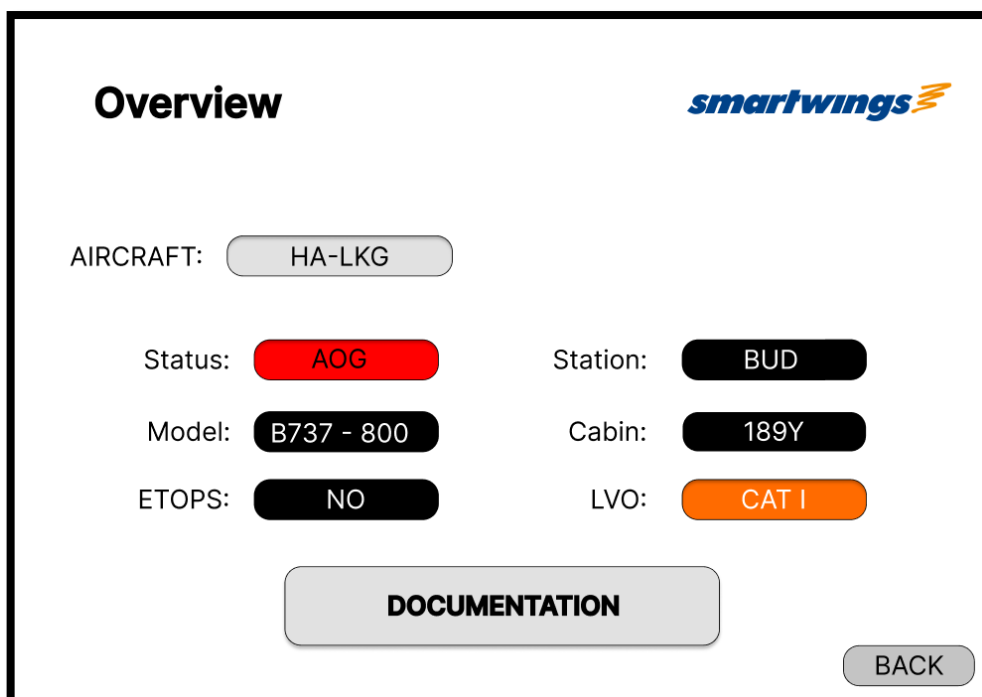 Overview
smartwings
AIRCRAFT: HA-LKG
Status: AOG Station: BUD
Model: B737 - 800 Cabin: 189Y
ETOPS: NO LVO: CAT I
DOCUMENTATION
BACK